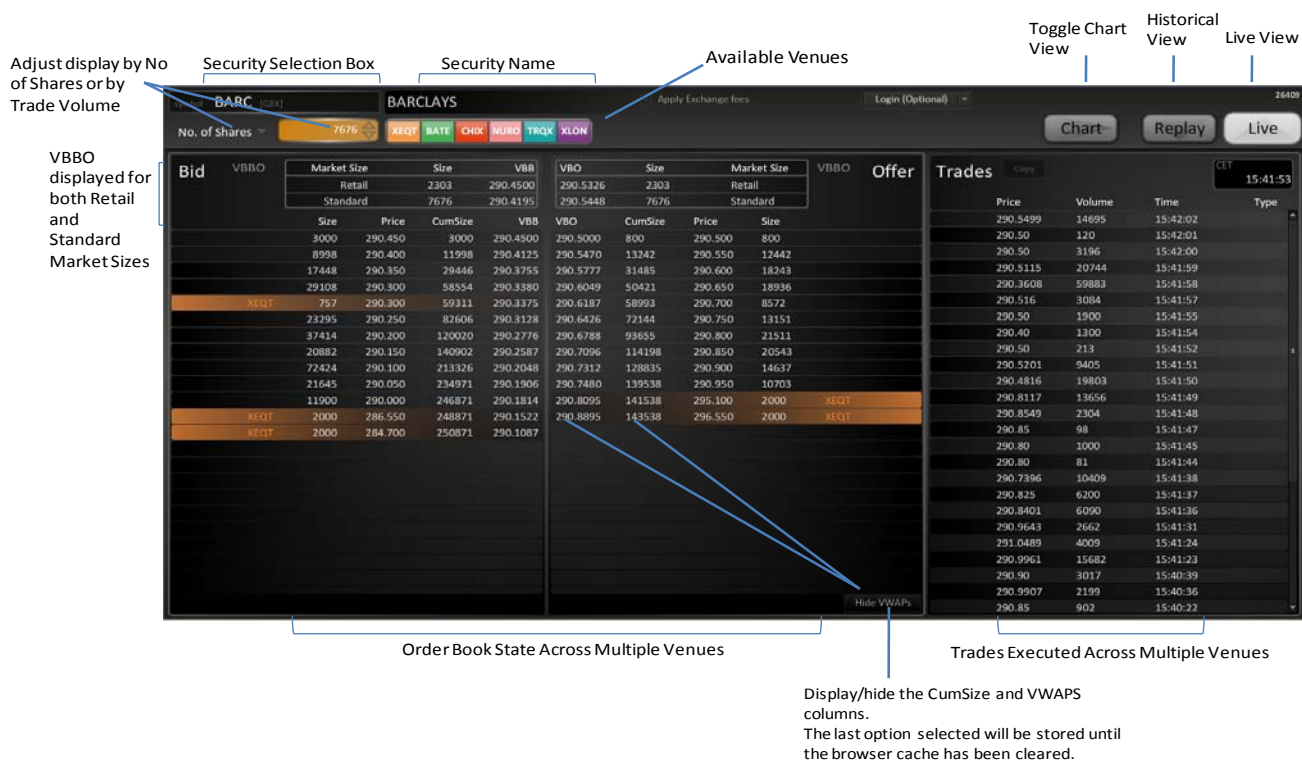 Toggle Chart
View
Historical
View
Live View
Adjust display by No
of Shares or by
Trade Volume
Security Selection Box
Security Name
Available Venues
symbol BARC [GBX]
BARCLAYS
Apply Exchange fees
Login (Optional)
26409
No. of Shares
7676
XEQT BATE CHIX NURO TRQX XLON
Chart
Replay
Live
VBBO
displayed for
both Retail
and
Standard
Market Sizes
Bid VBBO
Market Size Size VBB
Retail 2303 290.4500
Standard 7676 290.4195
VBO Size Market Size
290.5326 2303 Retail
290.5448 7676 Standard
VBBO Offer
Size Price CumSize VBB VBO CumSize Price Size
3000 290.450 3000 290.4500 290.5000 800 290.500 800
8998 290.400 11998 290.4125 290.5470 13242 290.550 12442
17448 290.350 29446 290.3755 290.5777 31485 290.600 18243
29108 290.300 58554 290.3380 290.6049 50421 290.650 18936
XEQT 757 290.300 59311 290.3375 290.6187 58993 290.700 8572
23295 290.250 82606 290.3128 290.6426 72144 290.750 13151
37414 290.200 120020 290.2776 290.6788 93655 290.800 21511
20882 290.150 140902 290.2587 290.7096 114198 290.850 20543
72424 290.100 213326 290.2048 290.7312 128835 290.900 14637
21645 290.050 234971 290.1906 290.7480 139538 290.950 10703
11900 290.000 246871 290.1814 290.8095 141538 295.100 2000 XEQT
XEQT 2000 286.550 248871 290.1522 290.8895 143538 296.550 2000 XEQT
XEQT 2000 284.700 250871 290.1087
Hide VWAPs
Trades Copy
CET
15:41:53
Price Volume Time Type
290.5499 14695 15:42:02
290.50 120 15:42:01
290.50 3196 15:42:00
290.5115 20744 15:41:59
290.3608 59883 15:41:58
290.516 3084 15:41:57
290.50 1900 15:41:55
290.40 1300 15:41:54
290.50 213 15:41:52
290.5201 9405 15:41:51
290.4816 19803 15:41:50
290.8117 13656 15:41:49
290.8549 2304 15:41:48
290.85 98 15:41:47
290.80 1000 15:41:45
290.80 81 15:41:44
290.7396 10409 15:41:38
290.825 6200 15:41:37
290.8401 6090 15:41:36
290.9643 2662 15:41:31
291.0489 4009 15:41:24
290.9961 15682 15:41:23
290.90 3017 15:40:39
290.9907 2199 15:40:36
290.85 902 15:40:22
Order Book State Across Multiple Venues
Trades Executed Across Multiple Venues
Display/hide the CumSize and VWAPS
columns.
The last option selected will be stored until
the browser cache has been cleared.